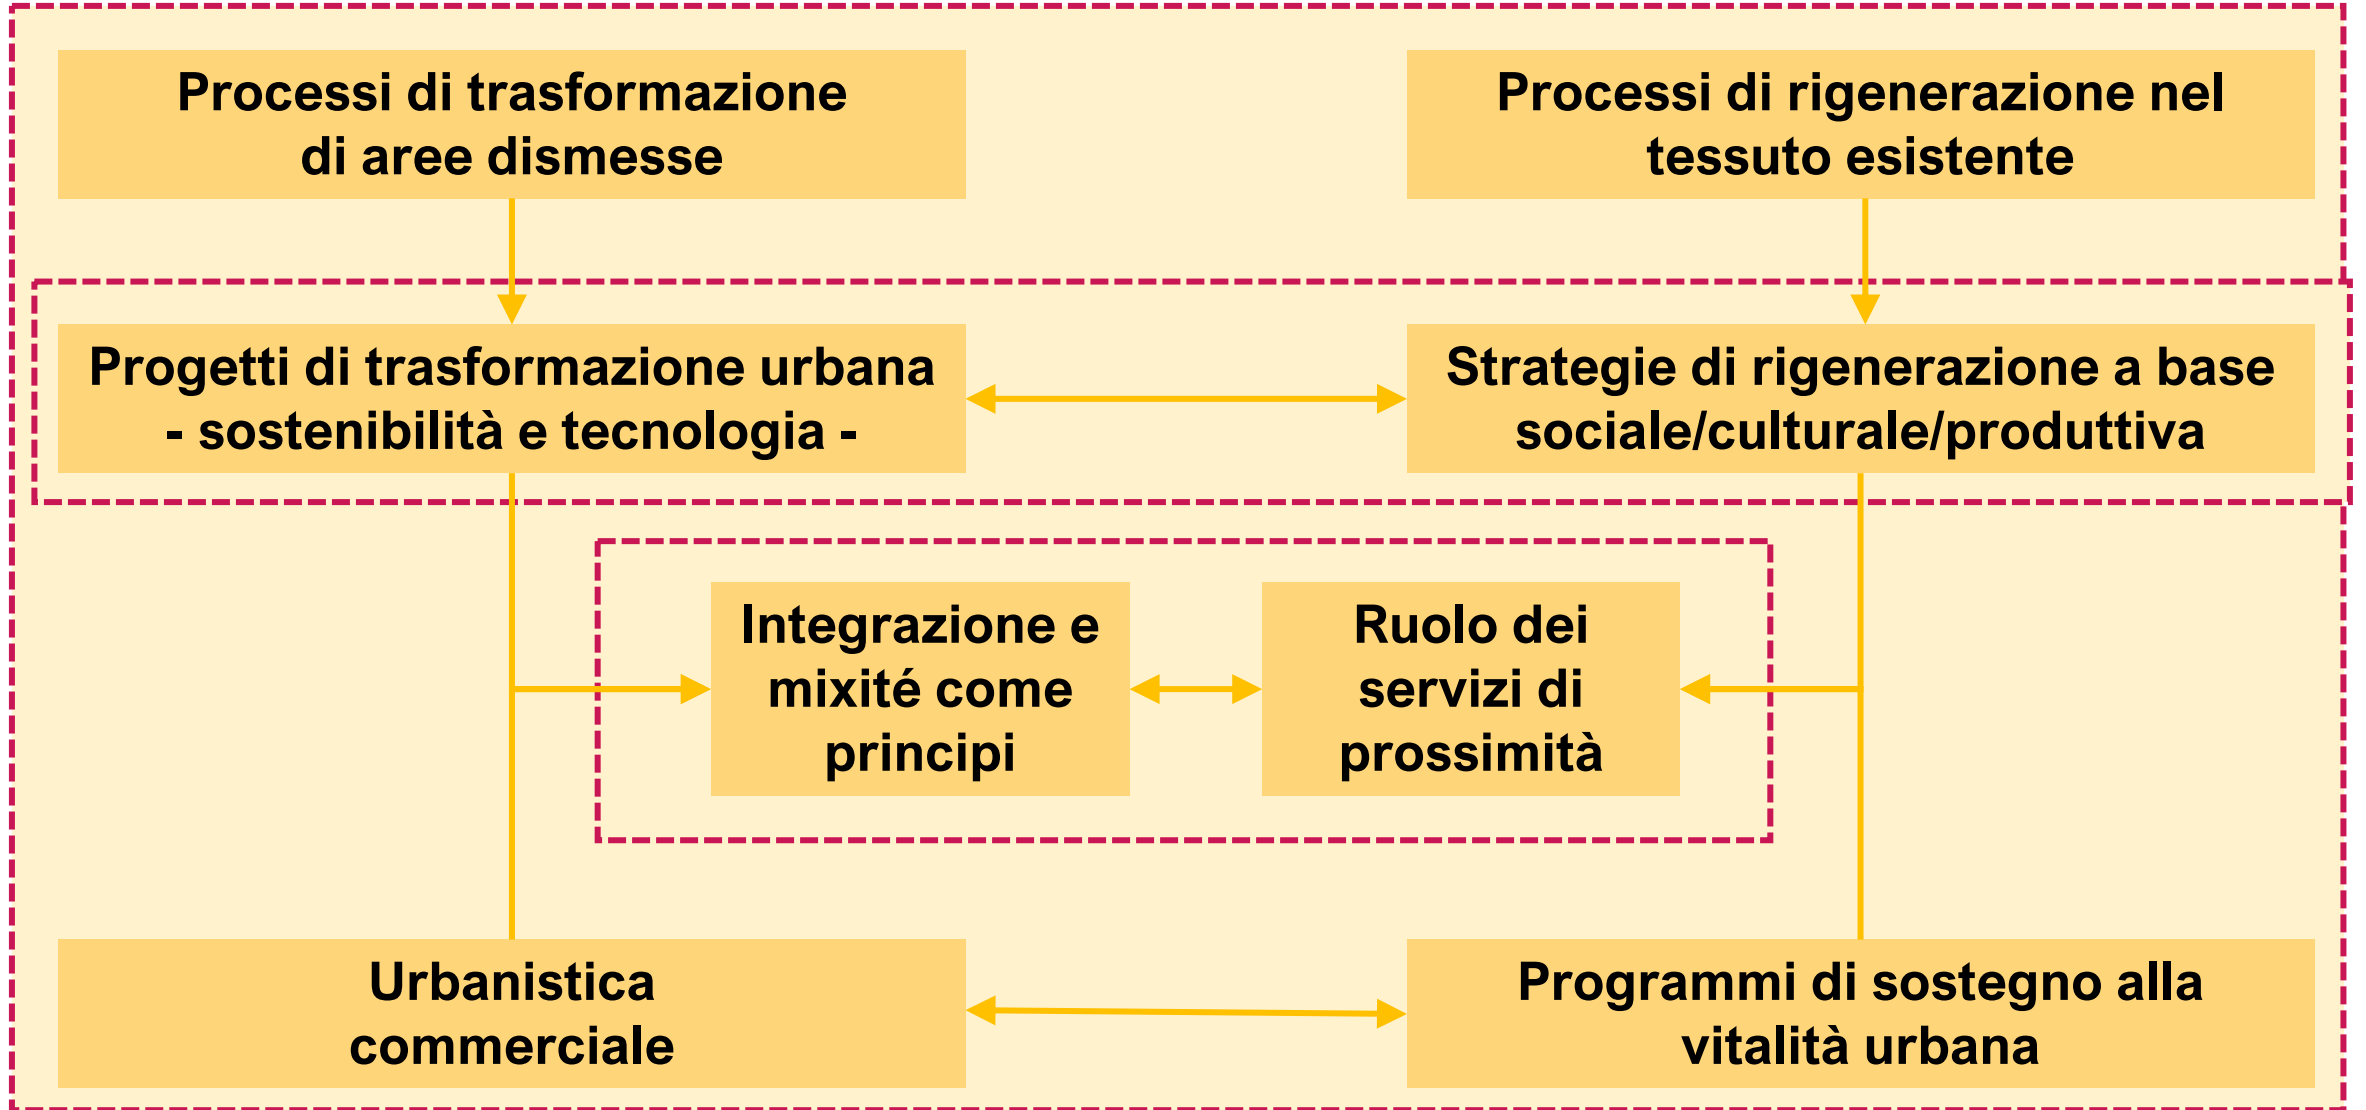 Processi di trasformazione
di aree dismesse
Processi di rigenerazione nel
tessuto esistente
Progetti di trasformazione urbana
- sostenibilità e tecnologia -
Strategie di rigenerazione a base
sociale/culturale/produttiva
Integrazione e
mixité come
principi
Ruolo dei
servizi di
prossimità
Urbanistica
commerciale
Programmi di sostegno alla
vitalità urbana